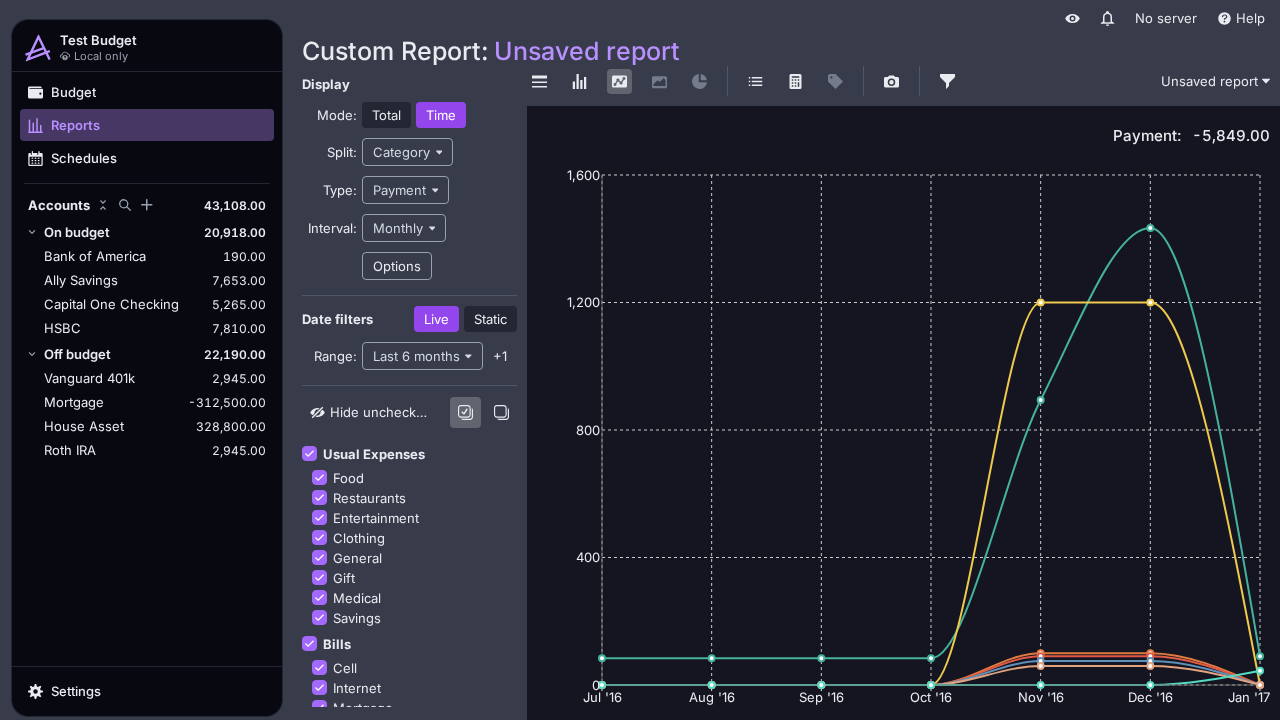 No server
Help
Test Budget
Local only
Budget
Reports
Schedules
Accounts 43,108.00
On budget 20,918.00
Bank of America 190.00
Ally Savings 7,653.00
Capital One Checking 5,265.00
HSBC 7,810.00
Off budget 22,190.00
Vanguard 401k 2,945.00
Mortgage -312,500.00
House Asset 328,800.00
Roth IRA 2,945.00
Settings
Custom Report: Unsaved report
Display
Mode: Total Time
Split: Category
Type: Payment
Interval: Monthly
Options
Date filters Live Static
Range: Last 6 months +1
Hide uncheck...
Usual Expenses
Food
Restaurants
Entertainment
Clothing
General
Gift
Medical
Savings
Bills
Cell
Internet
Mortgage
Unsaved report
Payment: -5,849.00
1,600
1,200
800
400
0
Jul '16 Aug '16 Sep '16 Oct '16 Nov '16 Dec '16 Jan '17